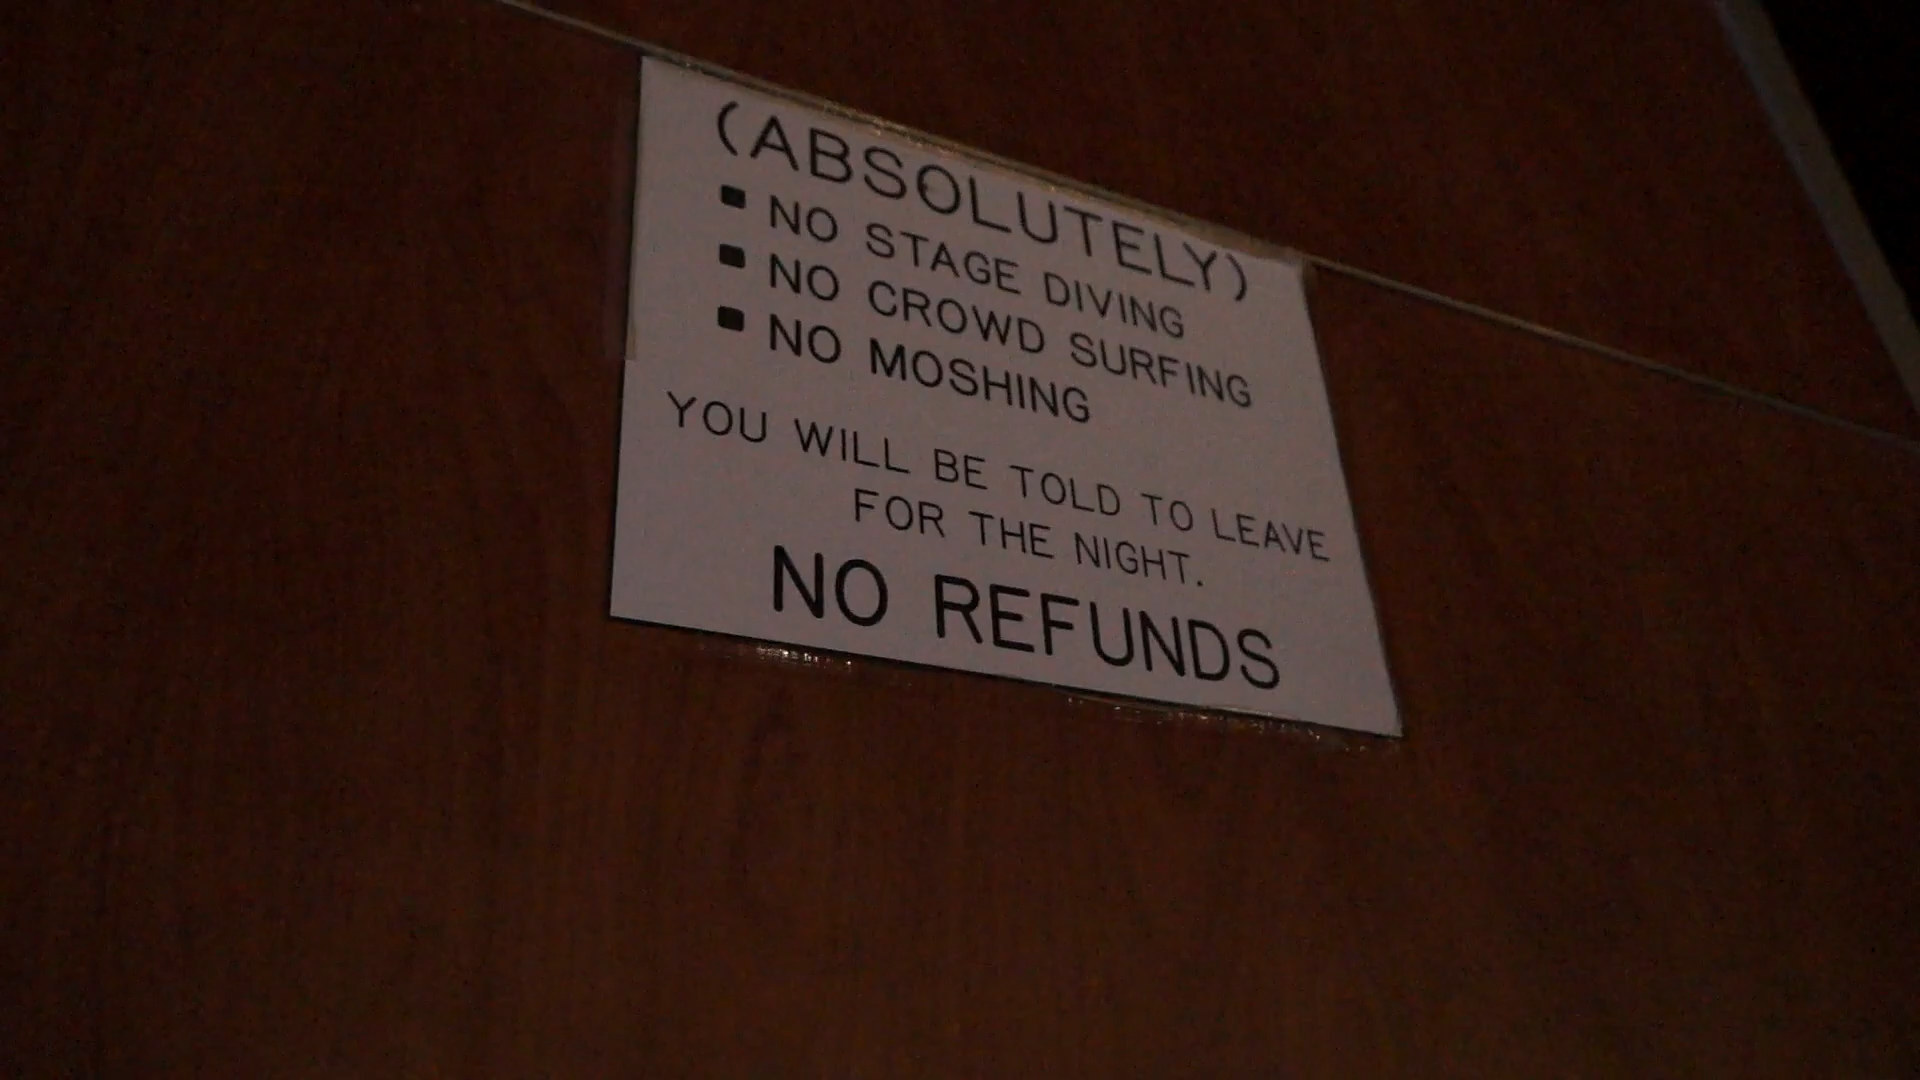 (ABSOLUTELY)
▪ NO STAGE DIVING
▪ NO CROWD SURFING
▪ NO MOSHING
YOU WILL BE TOLD TO LEAVE
FOR THE NIGHT.
NO REFUNDS